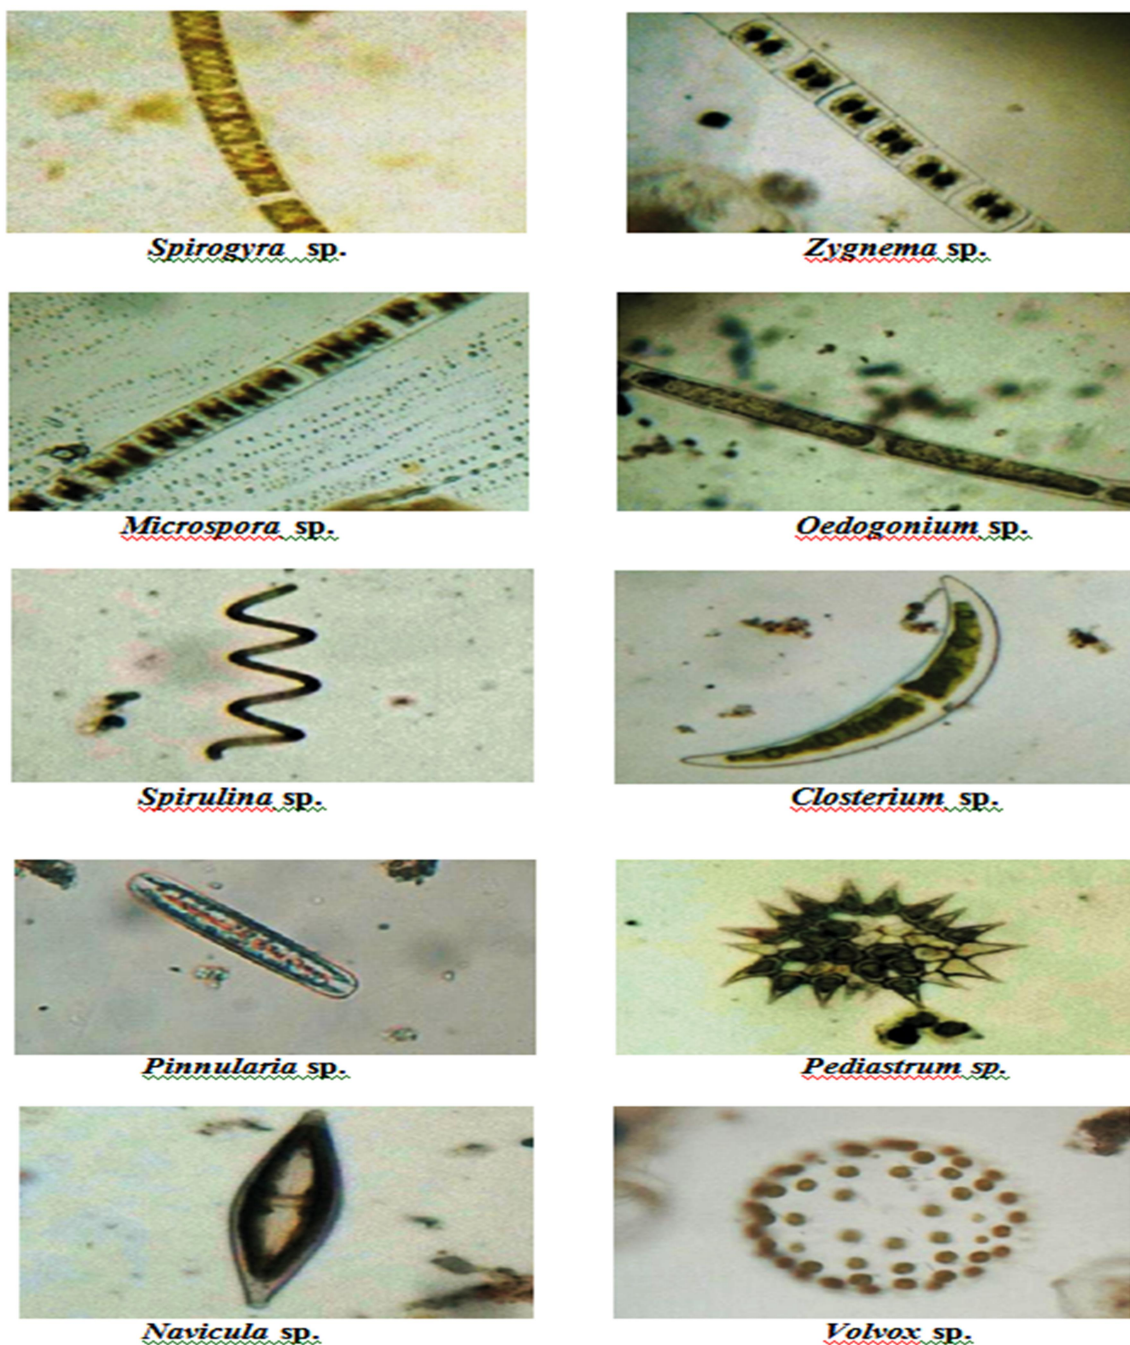 Spirogyra sp.
Zygnema sp.
Microspora sp.
Oedogonium sp.
Spirulina sp.
Closterium sp.
Pinnularia sp.
Pediastrum sp.
Navicula sp.
Volvox sp.